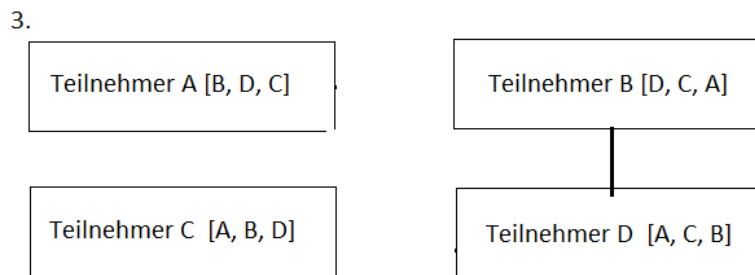 3.
Teilnehmer A [B, D, C]
Teilnehmer B [D, C, A]
Teilnehmer C [A, B, D]
Teilnehmer D [A, C, B]